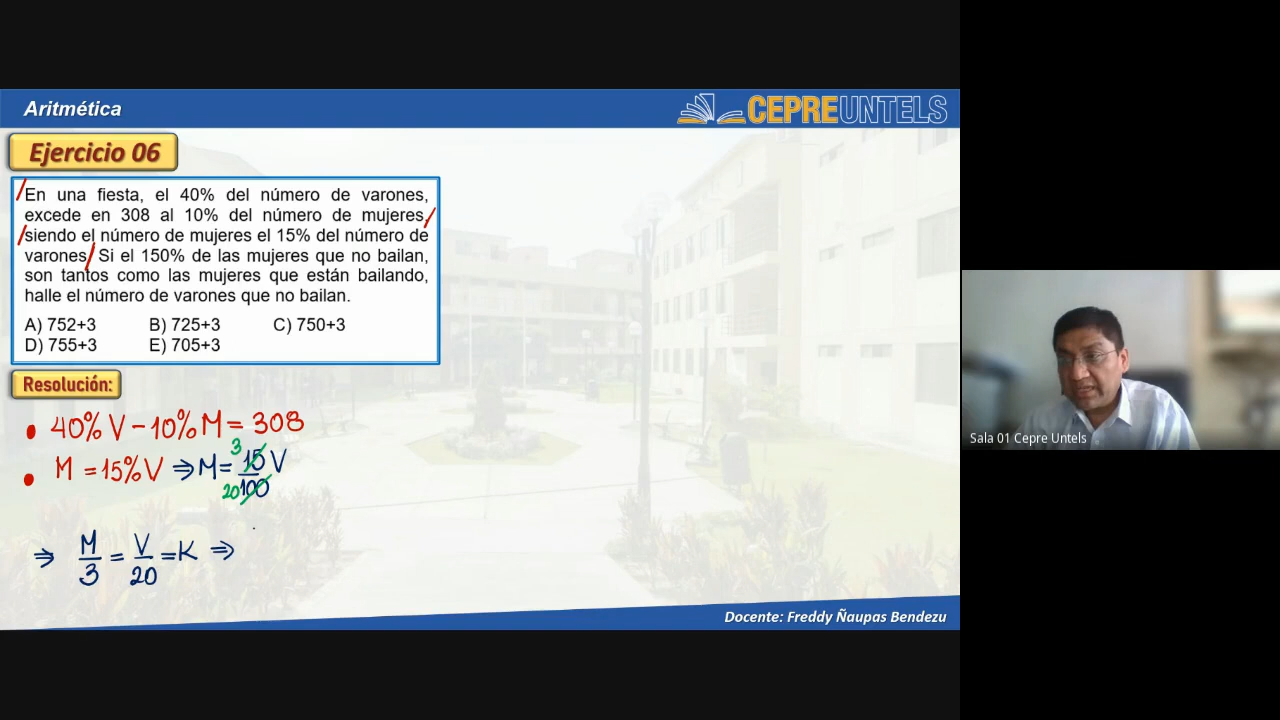 Aritmética
CEPREUNTELS
Ejercicio 06
En una fiesta, el 40% del número de varones,
excede en 308 al 10% del número de mujeres,
siendo el número de mujeres el 15% del número de
varones. Si el 150% de las mujeres que no bailan,
son tantos como las mujeres que están bailando,
halle el número de varones que no bailan.
A) 752+3 B) 725+3 C) 750+3
D) 755+3 E) 705+3
Resolución:
• 40% V - 10% M = 308
• M = 15% V ⇒ M = 15/100 V
3
20
⇒ M/3 = V/20 = K ⇒
Docente: Freddy Ñaupas Bendezu
Sala 01 Cepre Untels